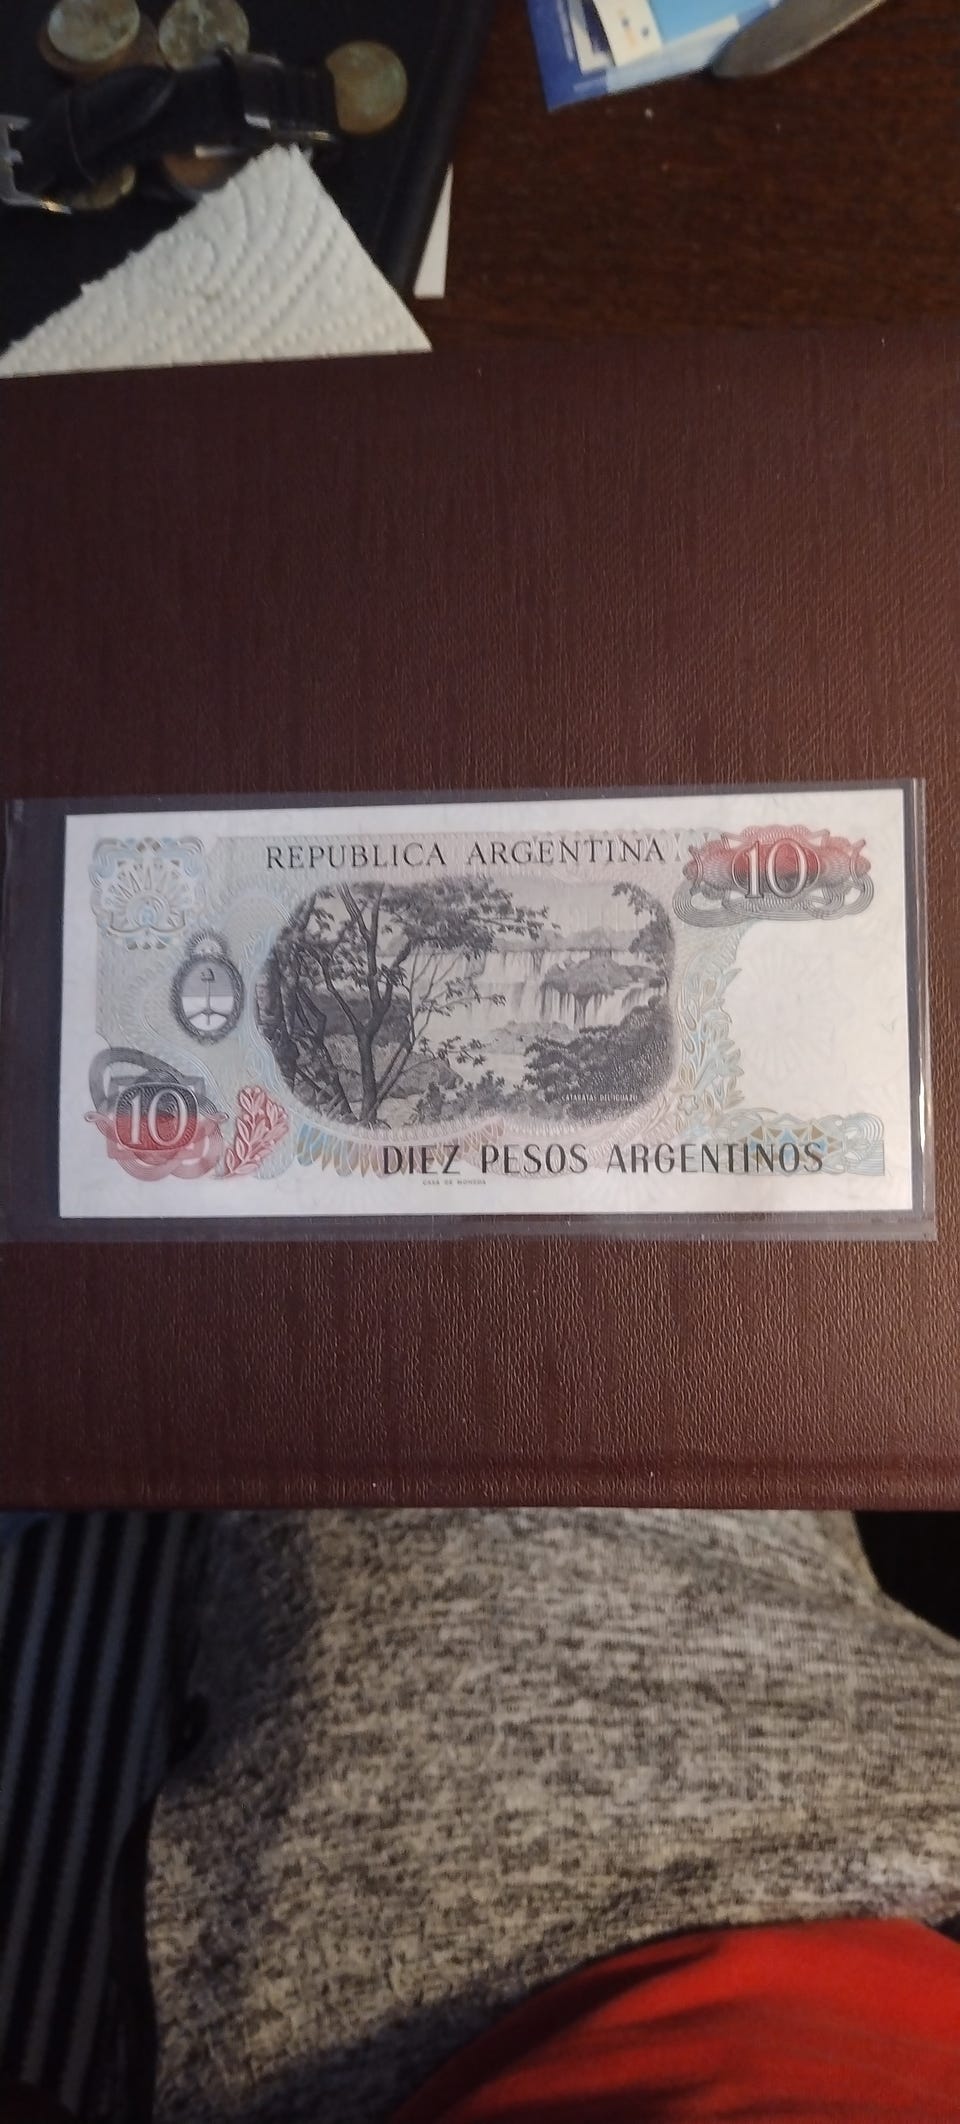 REPUBLICA ARGENTINA
10
CATARATAS DEL IGUAZU
10
DIEZ PESOS ARGENTINOS
CASA DE MONEDA